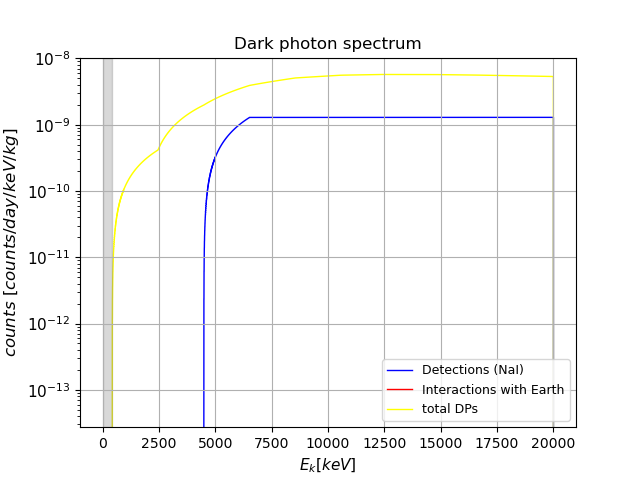 Dark photon spectrum
counts [counts/day/keV/kg]
10⁻⁸
10⁻⁹
10⁻¹⁰
10⁻¹¹
10⁻¹²
10⁻¹³
Detections (NaI)
Interactions with Earth
total DPs
0 2500 5000 7500 10000 12500 15000 17500 20000
Eₖ[keV]